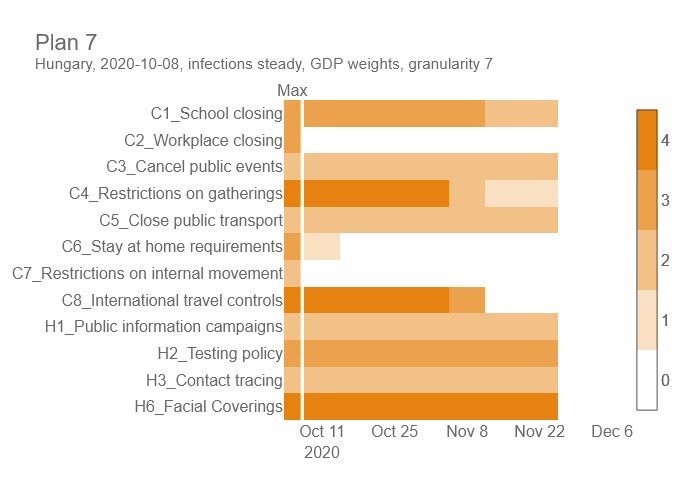 Plan 7
Hungary, 2020-10-08, infections steady, GDP weights, granularity 7
Max
C1_School closing
C2_Workplace closing
C3_Cancel public events
C4_Restrictions on gatherings
C5_Close public transport
C6_Stay at home requirements
C7_Restrictions on internal movement
C8_International travel controls
H1_Public information campaigns
H2_Testing policy
H3_Contact tracing
H6_Facial Coverings
Oct 11 Oct 25 Nov 8 Nov 22 Dec 6
2020
4
3
2
1
0